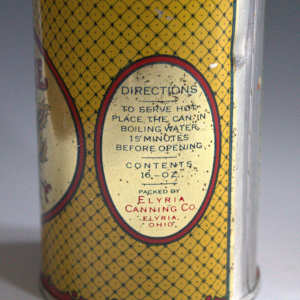 DIRECTIONS
TO SERVE HOT
PLACE THE CAN IN
BOILING WATER
15 MINUTES
BEFORE OPENING
CONTENTS
16-OZ.
PACKED BY
ELYRIA
CANNING CO.
ELYRIA,
OHIO